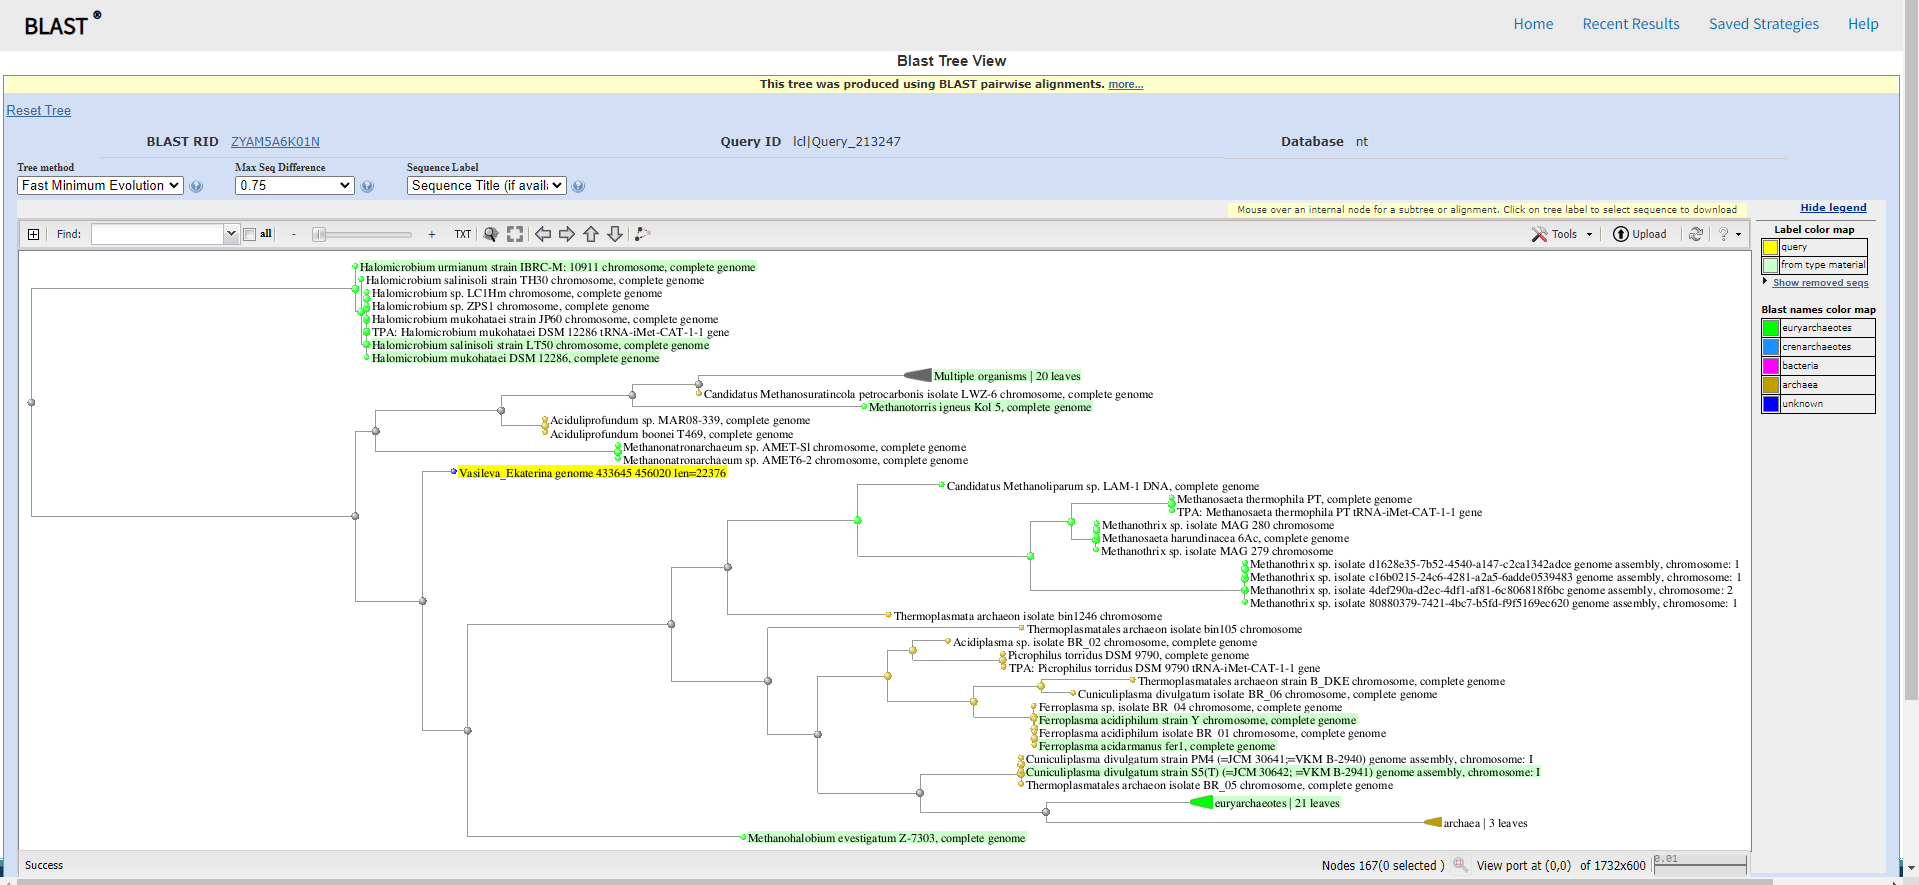 BLAST ®
Home Recent Results Saved Strategies Help
Blast Tree View
This tree was produced using BLAST pairwise alignments. more...
Reset Tree
BLAST RID ZYAM5A6K01N Query ID lcl|Query_213247 Database nt
Tree method Max Seq Difference Sequence Label
Fast Minimum Evolution ? 0.75 ? Sequence Title (if avail ?
Mouse over an internal node for a subtree or alignment. Click on tree label to select sequence to download
Hide legend
Find: all - + TXT Tools Upload ?
Label color map
query
from type material
Show removed seqs
Blast names color map
euryarchaeotes
crenarchaeotes
bacteria
archaea
unknown
Halomicrobium urmianum strain IBRC-M: 10911 chromosome, complete genome
Halomicrobium salinisoli strain TH30 chromosome, complete genome
Halomicrobium sp. LC1Hm chromosome, complete genome
Halomicrobium sp. ZPS1 chromosome, complete genome
Halomicrobium mukohataei strain JP60 chromosome, complete genome
TPA: Halomicrobium mukohataei DSM 12286 tRNA-iMet-CAT-1-1 gene
Halomicrobium salinisoli strain LT50 chromosome, complete genome
Halomicrobium mukohataei DSM 12286, complete genome
Multiple organisms | 20 leaves
Candidatus Methanosuratincola petrocarbonis isolate LWZ-6 chromosome, complete genome
Methanotorris igneus Kol 5, complete genome
Aciduliprofundum sp. MAR08-339, complete genome
Aciduliprofundum boonei T469, complete genome
Methanonatronarchaeum sp. AMET-Sl chromosome, complete genome
Methanonatronarchaeum sp. AMET6-2 chromosome, complete genome
Vasileva_Ekaterina genome 433645 456020 len=22376
Candidatus Methanoliparum sp. LAM-1 DNA, complete genome
Methanosaeta thermophila PT, complete genome
TPA: Methanosaeta thermophila PT tRNA-iMet-CAT-1-1 gene
Methanothrix sp. isolate MAG 280 chromosome
Methanosaeta harundinacea 6Ac, complete genome
Methanothrix sp. isolate MAG 279 chromosome
Methanothrix sp. isolate d1628e35-7b52-4540-a147-c2ca1342adce genome assembly, chromosome: 1
Methanothrix sp. isolate c16b0215-24c6-4281-a2a5-6adde0539483 genome assembly, chromosome: 1
Methanothrix sp. isolate 4def290a-d2ec-4df1-af81-6c806818f6bc genome assembly, chromosome: 2
Methanothrix sp. isolate 80880379-7421-4bc7-b5fd-f9f5169ec620 genome assembly, chromosome: 1
Thermoplasmata archaeon isolate bin1246 chromosome
Thermoplasmatales archaeon isolate bin105 chromosome
Acidiplasma sp. isolate BR_02 chromosome, complete genome
Picrophilus torridus DSM 9790, complete genome
TPA: Picrophilus torridus DSM 9790 tRNA-iMet-CAT-1-1 gene
Thermoplasmatales archaeon strain B_DKE chromosome, complete genome
Cuniculiplasma divulgatum isolate BR_06 chromosome, complete genome
Ferroplasma sp. isolate BR_04 chromosome, complete genome
Ferroplasma acidiphilum strain Y chromosome, complete genome
Ferroplasma acidiphilum isolate BR_01 chromosome, complete genome
Ferroplasma acidarmanus fer1, complete genome
Cuniculiplasma divulgatum strain PM4 (=JCM 30641;=VKM B-2940) genome assembly, chromosome: I
Cuniculiplasma divulgatum strain S5(T) (=JCM 30642; =VKM B-2941) genome assembly, chromosome: I
Thermoplasmatales archaeon isolate BR_05 chromosome, complete genome
euryarchaeotes | 21 leaves
archaea | 3 leaves
Methanohalobium evestigatum Z-7303, complete genome
Success Nodes 167(0 selected ) View port at (0,0) of 1732x600 0.01